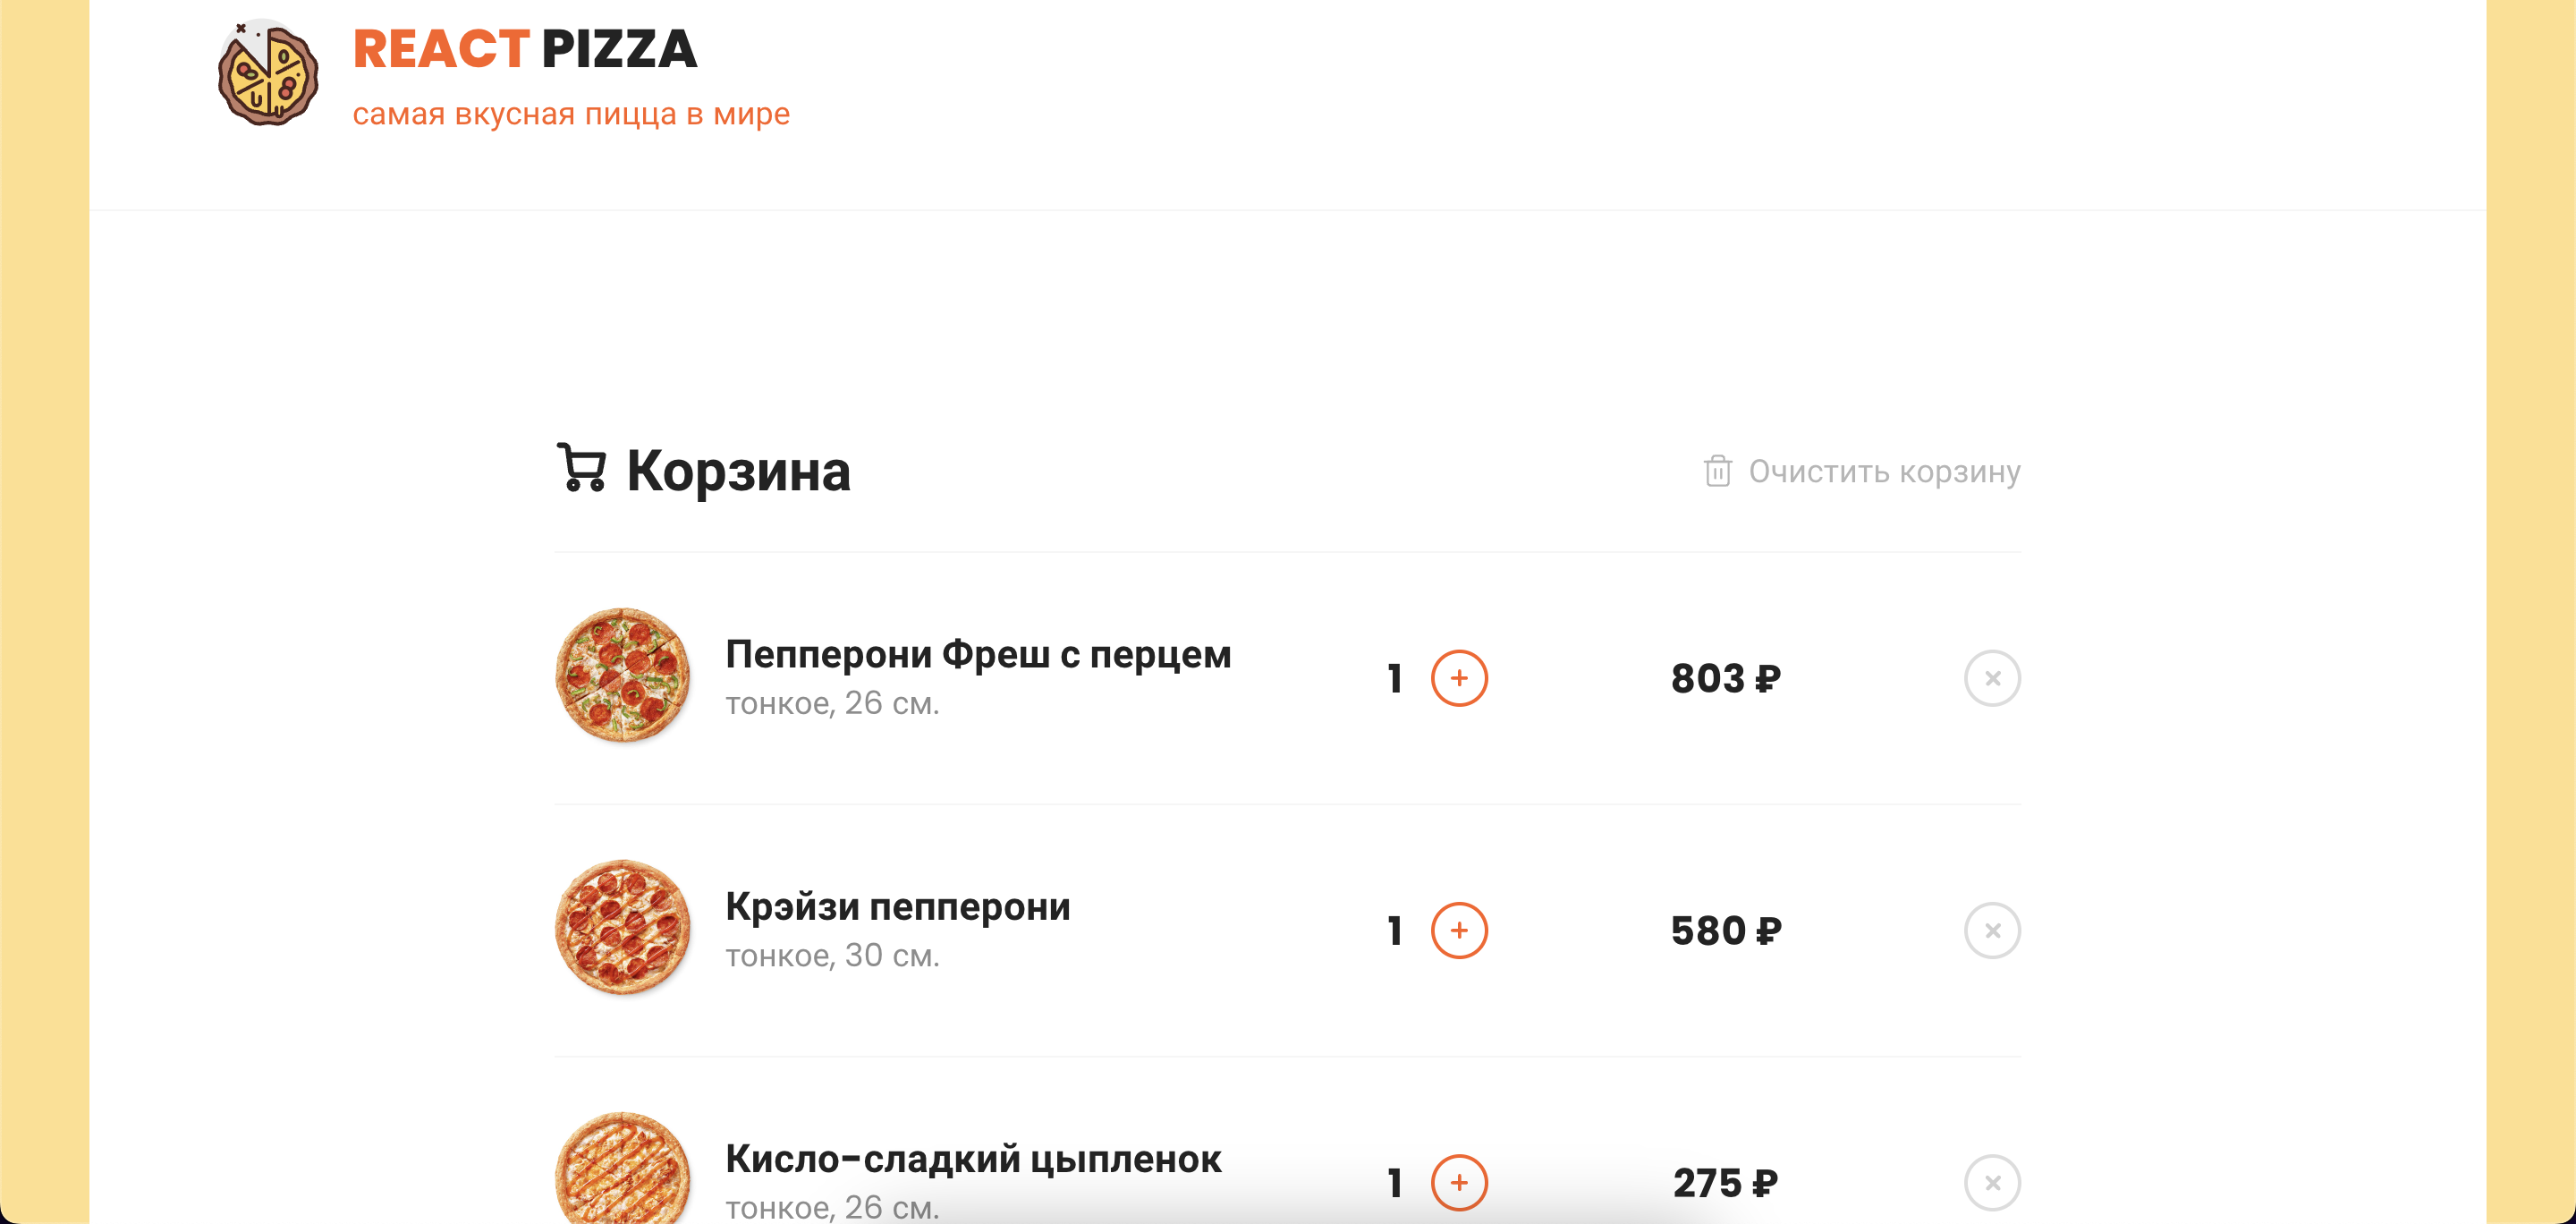 REACT PIZZA
самая вкусная пицца в мире
Корзина
Очистить корзину
Пепперони Фреш с перцем
тонкое, 26 см.
1
803 ₽
Крэйзи пепперони
тонкое, 30 см.
1
580 ₽
Кисло-сладкий цыпленок
тонкое, 26 см.
1
275 ₽